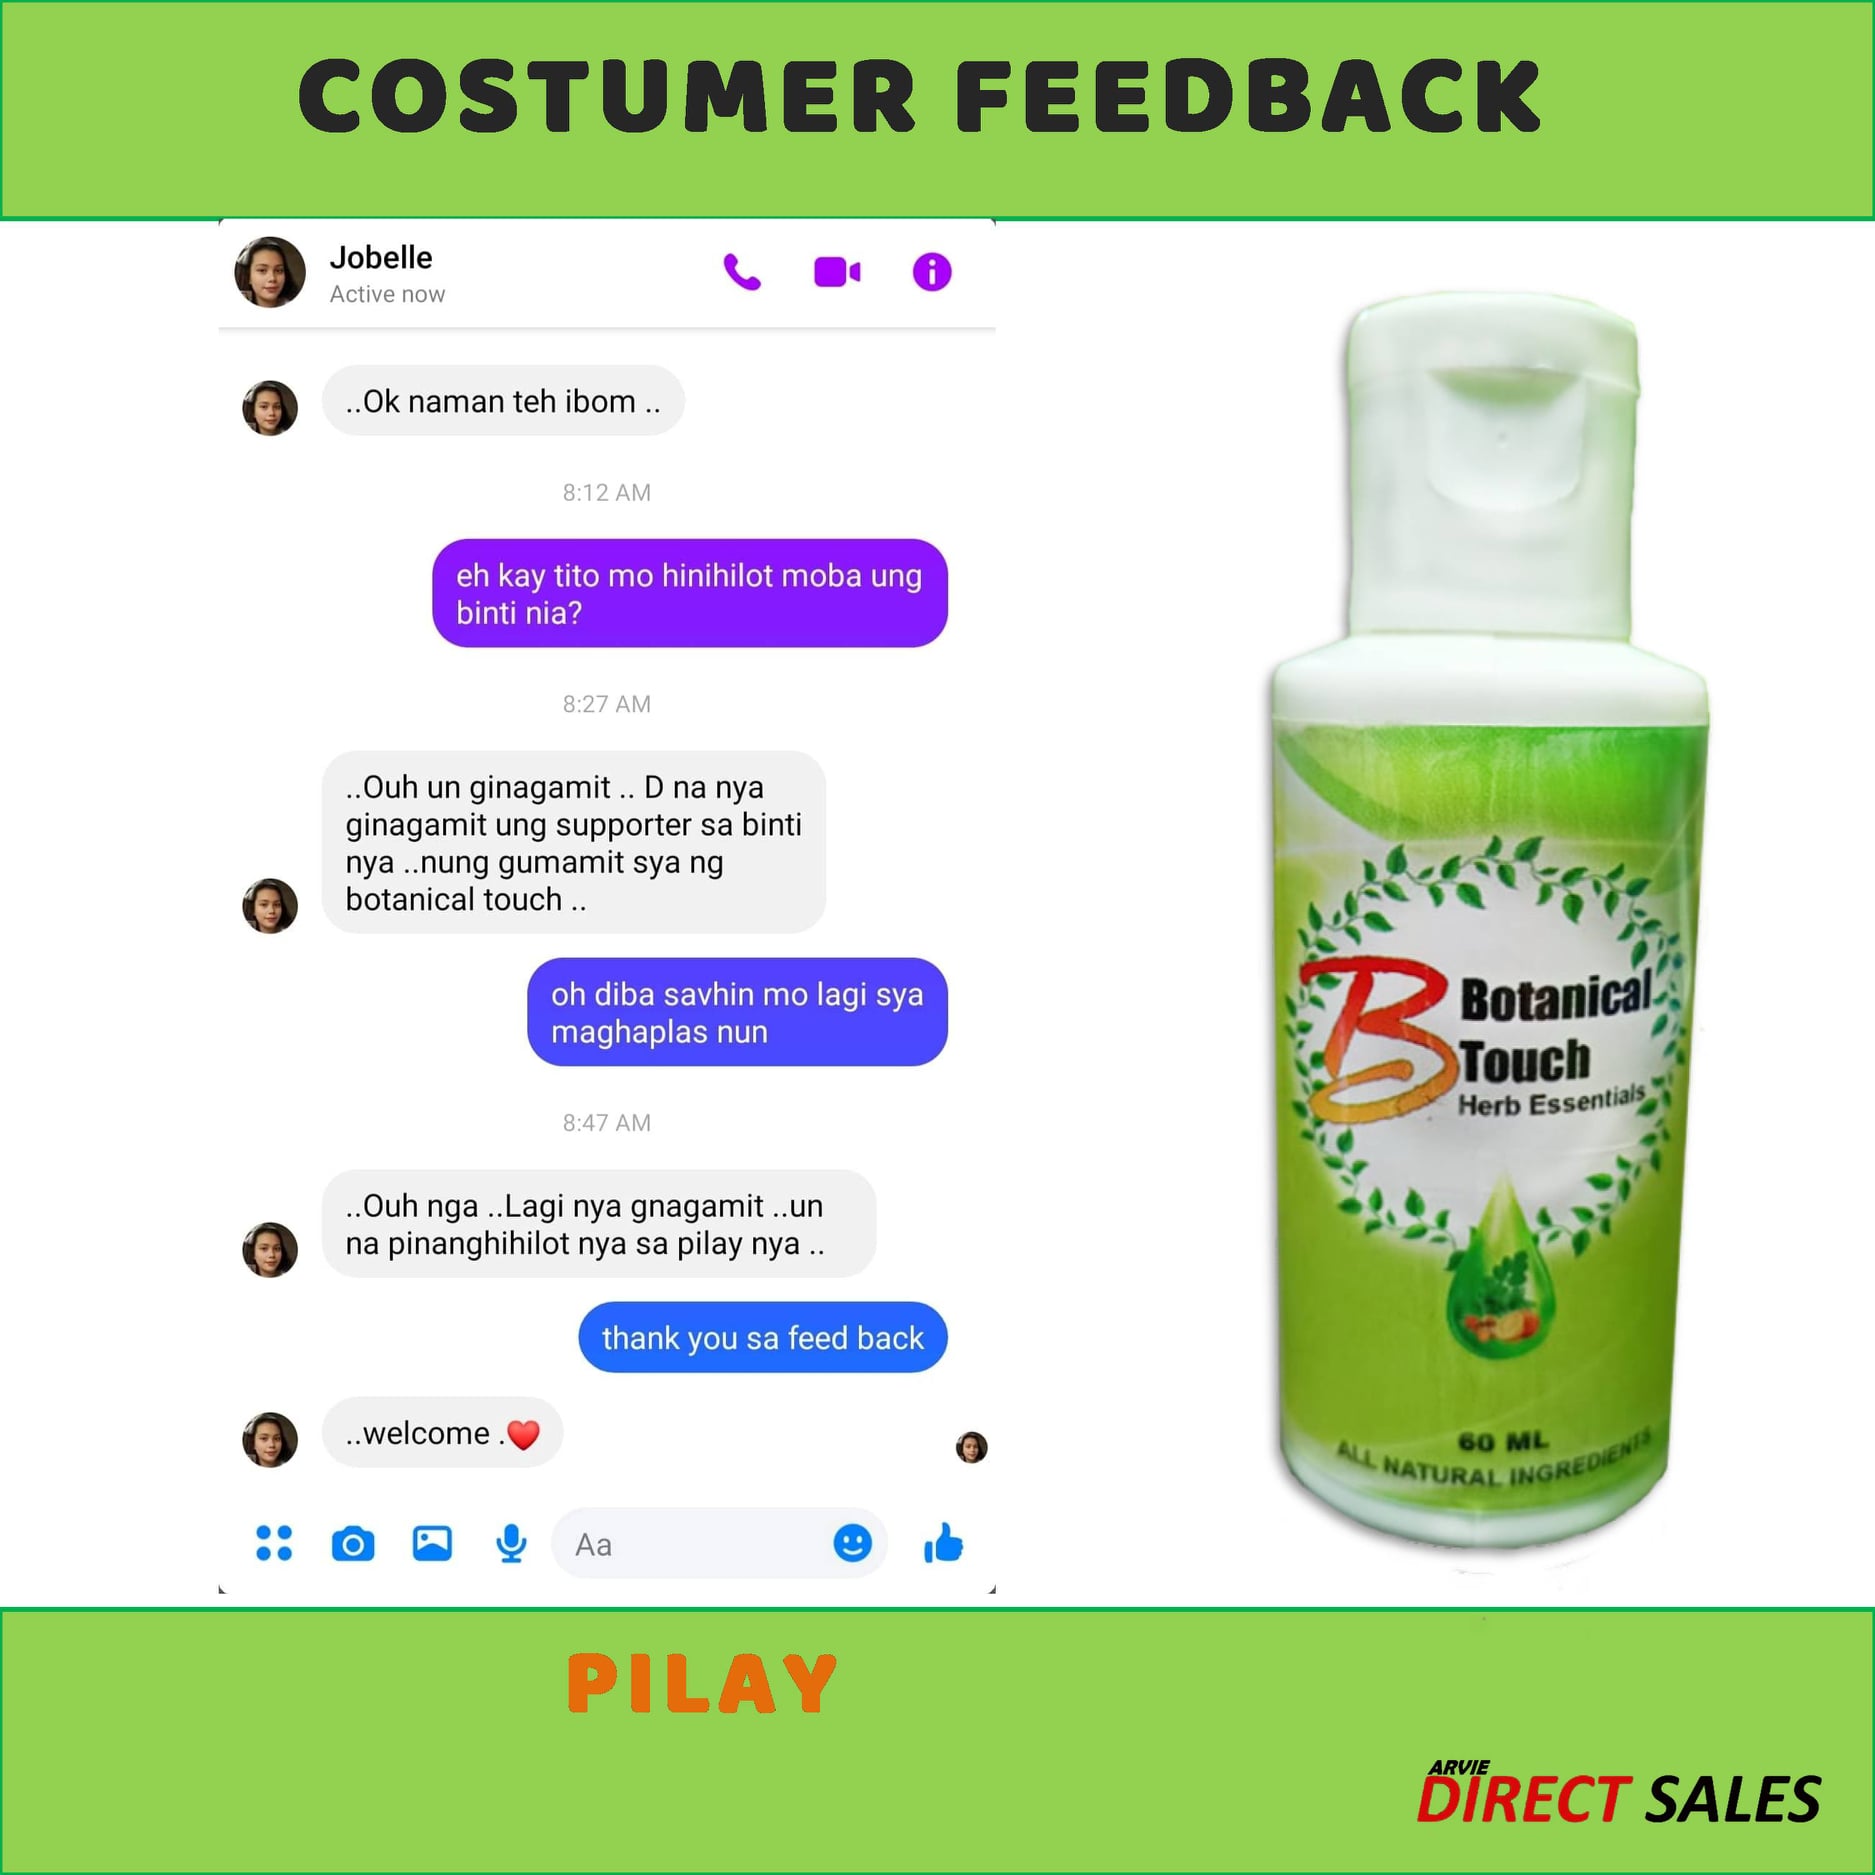 COSTUMER FEEDBACK
Jobelle
Active now
..Ok naman teh ibom ..
8:12 AM
eh kay tito mo hinihilot moba ung
binti nia?
8:27 AM
..Ouh un ginagamit .. D na nya
ginagamit ung supporter sa binti
nya ..nung gumamit sya ng
botanical touch ..
oh diba savhin mo lagi sya
maghaplas nun
8:47 AM
..Ouh nga ..Lagi nya gnagamit ..un
na pinanghihilot nya sa pilay nya ..
thank you sa feed back
..welcome .❤️
Aa
B Botanical
Touch
Herb Essentials
60 ML
ALL NATURAL INGREDIENTS
PILAY
ARVIE
DIRECT SALES